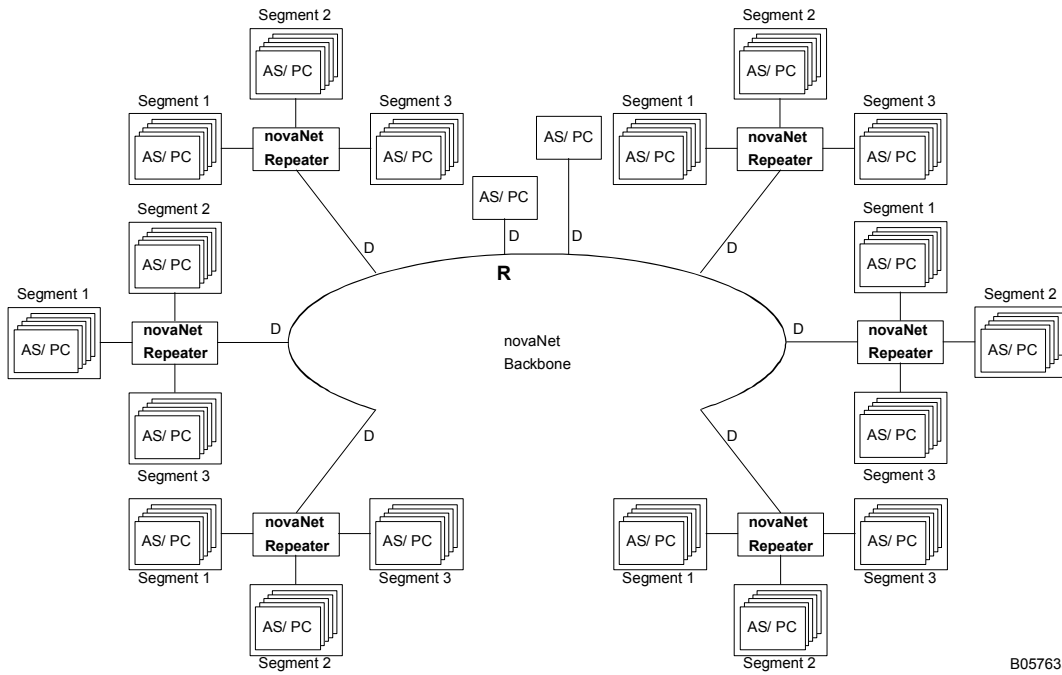 Segment 2
AS/ PC
Segment 1
AS/ PC
novaNet
Repeater
Segment 3
AS/ PC
D
AS/ PC
D
AS/ PC
D
Segment 2
AS/ PC
Segment 1
AS/ PC
novaNet
Repeater
Segment 3
AS/ PC
D
Segment 2
AS/ PC
Segment 1
AS/ PC
novaNet
Repeater
D
AS/ PC
Segment 3
R
novaNet
Backbone
Segment 1
AS/ PC
D
novaNet
Repeater
Segment 2
AS/ PC
AS/ PC
Segment 3
D
AS/ PC
Segment 1
novaNet
Repeater
AS/ PC
Segment 3
AS/ PC
Segment 2
D
AS/ PC
Segment 1
novaNet
Repeater
AS/ PC
Segment 3
AS/ PC
Segment 2
B05763